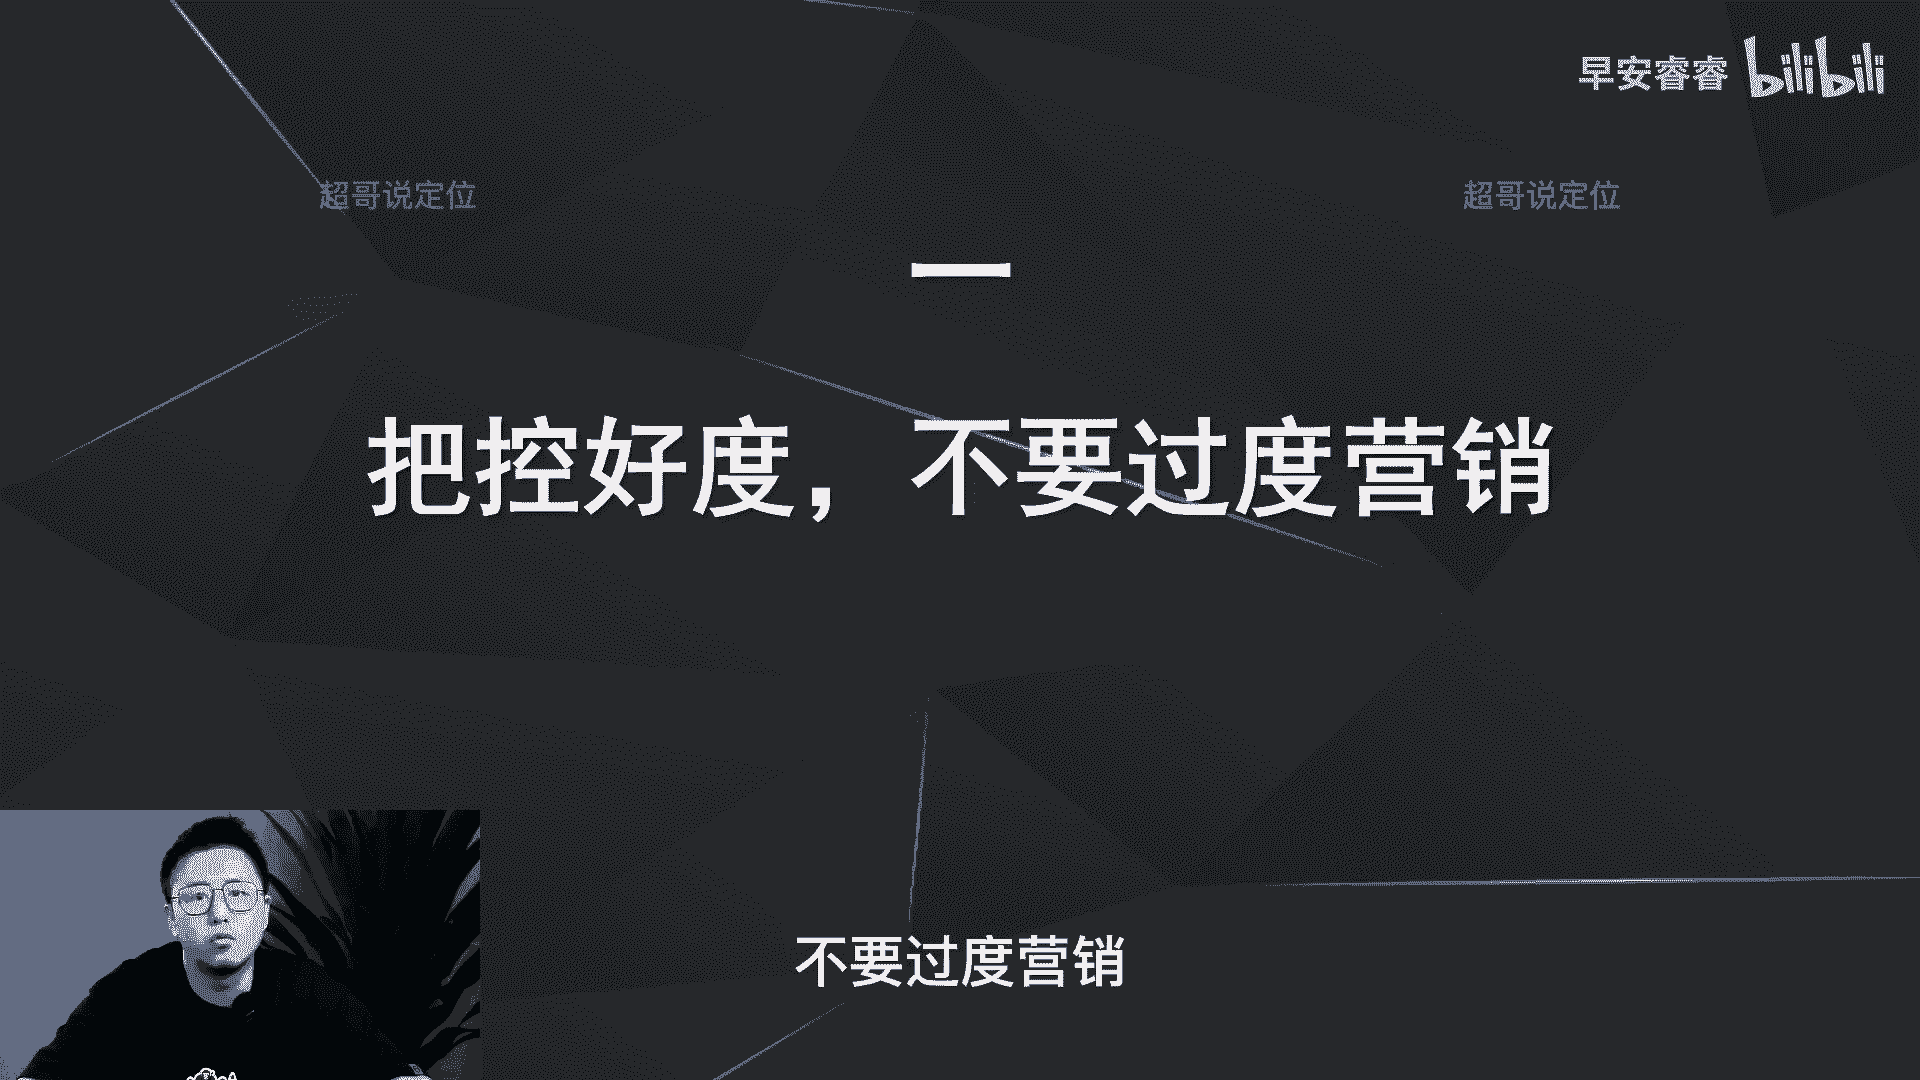 早安睿睿 bilibili
超哥说定位 超哥说定位
一
把控好度，不要过度营销
不要过度营销